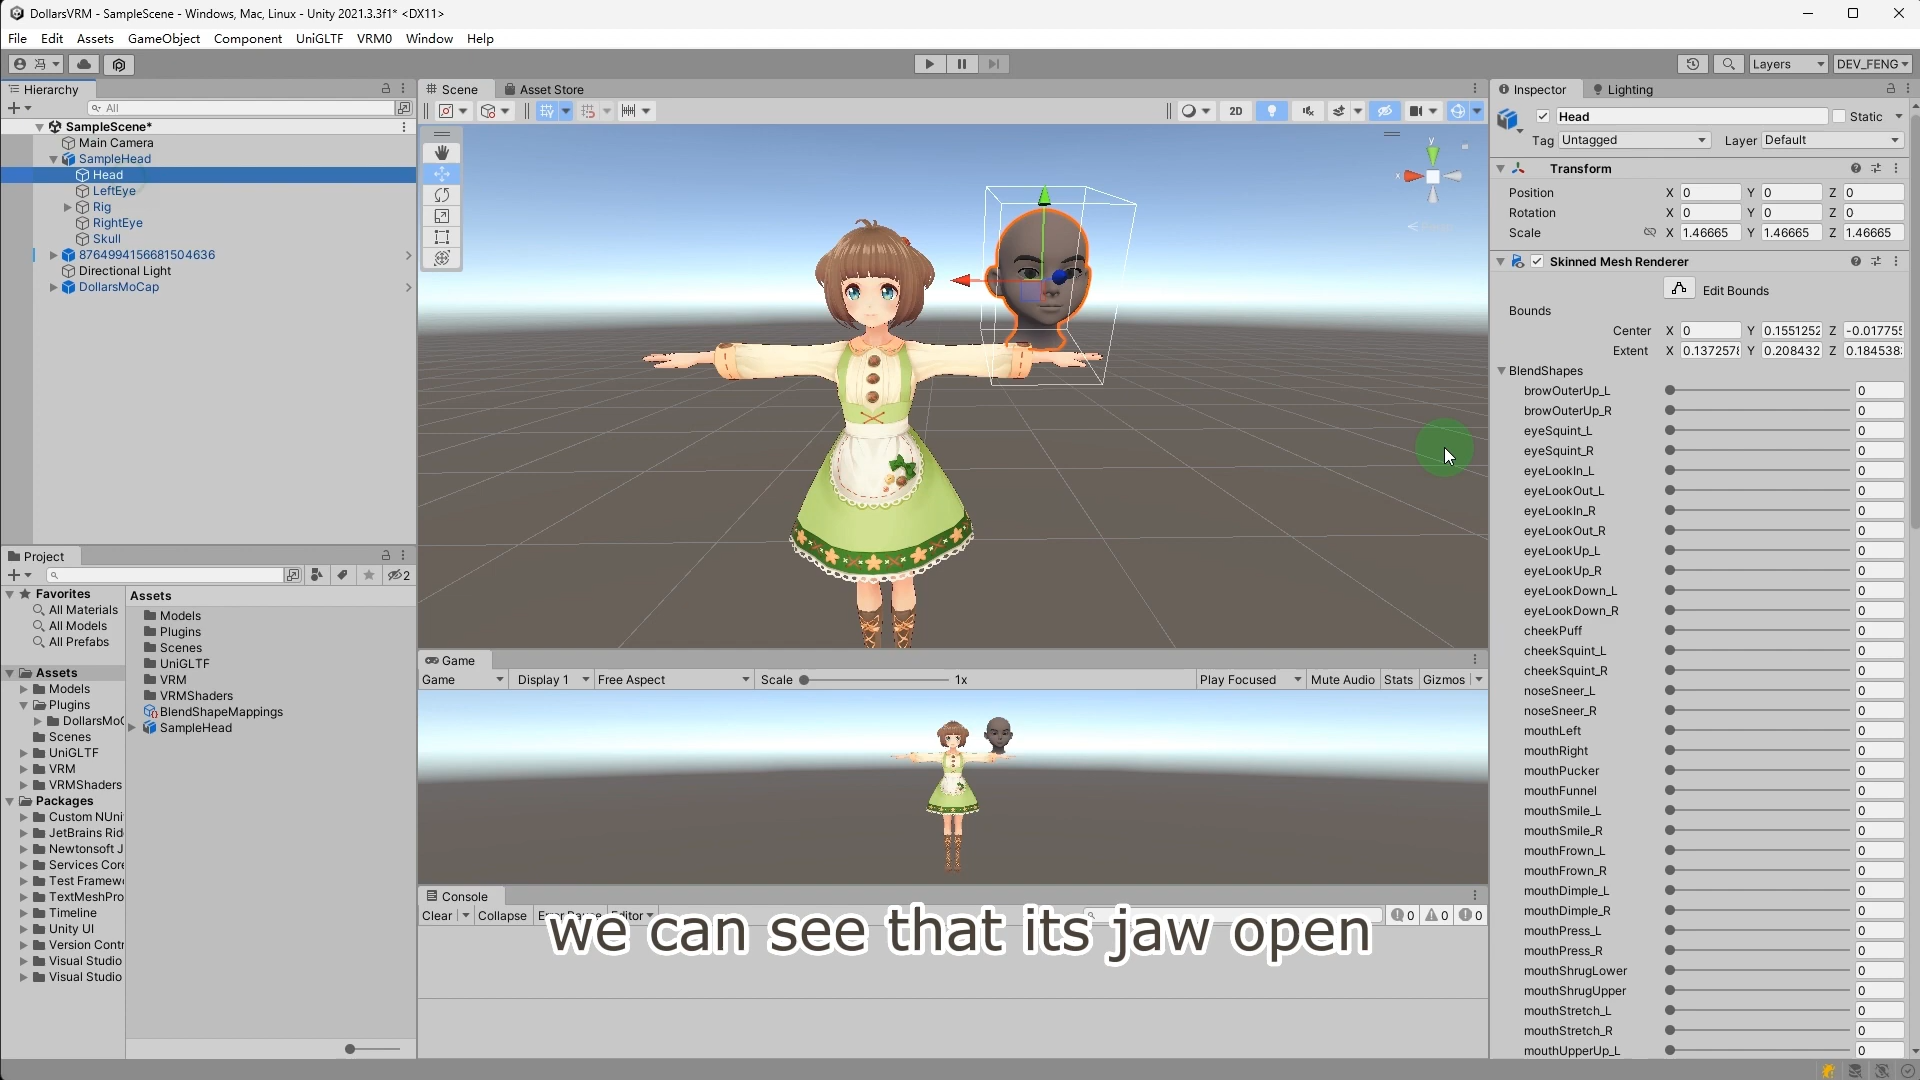 DollarsVRM - SampleScene - Windows, Mac, Linux - Unity 2021.3.3f1* <DX11>
File Edit Assets GameObject Component UniGLTF VRM0 Window Help
冯
Layers DEV_FENG
Hierarchy
All
SampleScene*
Main Camera
SampleHead
Head
LeftEye
Rig
RightEye
Skull
8764994156681504636
Directional Light
DollarsMoCap
Project
2
Favorites
All Materials
All Models
All Prefabs
Assets
Models
Plugins
DollarsMoC
Scenes
UniGLTF
VRM
VRMShaders
Packages
Custom NUni
JetBrains Rid
Newtonsoft J
Services Core
Test Framew
TextMeshPro
Timeline
Unity UI
Version Contr
Visual Studio
Visual Studio
Assets
Models
Plugins
Scenes
UniGLTF
VRM
VRMShaders
BlendShapeMappings
SampleHead
Scene Asset Store
2D
y
x
Game
Game Display 1 Free Aspect Scale 1x Play Focused Mute Audio Stats Gizmos
Console
Clear Collapse Error Pause Editor 0 0 0
we can see that its jaw open
Inspector Lighting
Head Static
Tag Untagged Layer Default
Transform
Position X 0 Y 0 Z 0
Rotation X 0 Y 0 Z 0
Scale X 1.46665 Y 1.46665 Z 1.46665
Skinned Mesh Renderer
Edit Bounds
Bounds
Center X 0 Y 0.1551252 Z -0.017755
Extent X 0.1372578 Y 0.208432 Z 0.184538
BlendShapes
browOuterUp_L 0
browOuterUp_R 0
eyeSquint_L 0
eyeSquint_R 0
eyeLookIn_L 0
eyeLookOut_L 0
eyeLookIn_R 0
eyeLookOut_R 0
eyeLookUp_L 0
eyeLookUp_R 0
eyeLookDown_L 0
eyeLookDown_R 0
cheekPuff 0
cheekSquint_L 0
cheekSquint_R 0
noseSneer_L 0
noseSneer_R 0
mouthLeft 0
mouthRight 0
mouthPucker 0
mouthFunnel 0
mouthSmile_L 0
mouthSmile_R 0
mouthFrown_L 0
mouthFrown_R 0
mouthDimple_L 0
mouthDimple_R 0
mouthPress_L 0
mouthPress_R 0
mouthShrugLower 0
mouthShrugUpper 0
mouthStretch_L 0
mouthStretch_R 0
mouthUpperUp_L 0